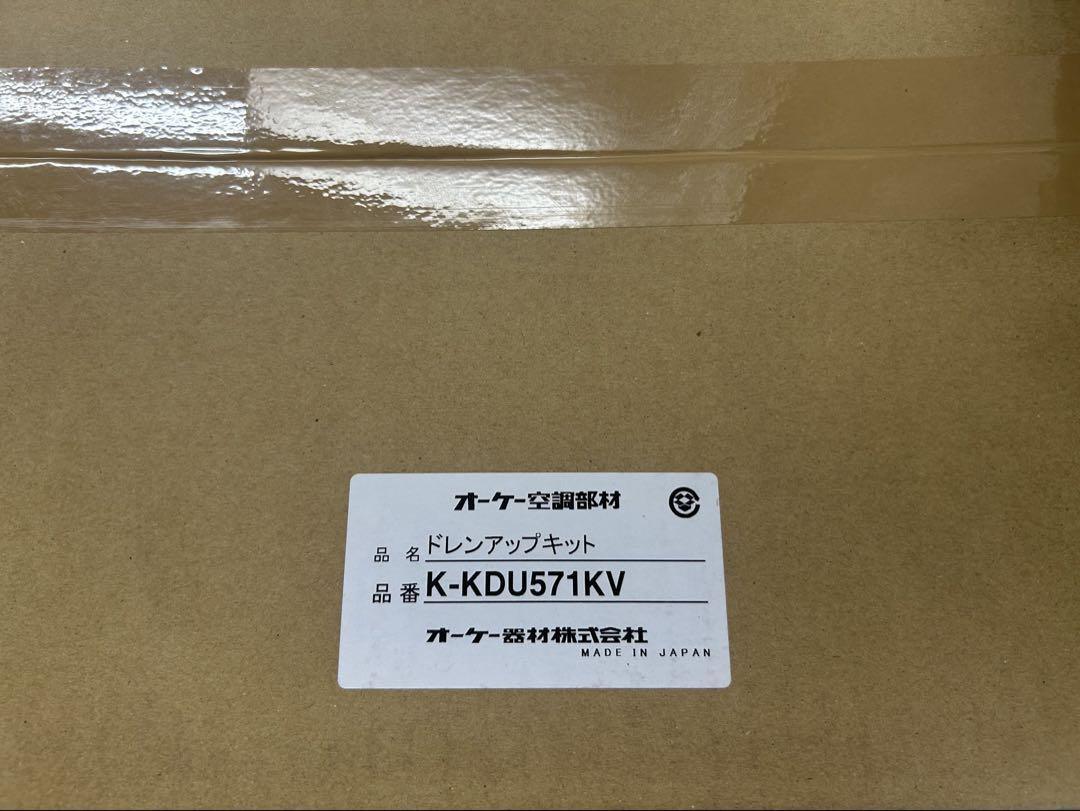 オーケー空調部材
品名 ドレンアップキット
品番 K-KDU571KV
オーケー器材株式会社
MADE IN JAPAN